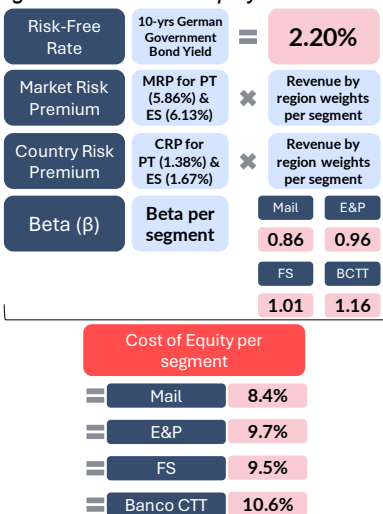 Risk-Free
Rate
10-yrs German
Government
Bond Yield
=
2.20%
Market Risk
Premium
MRP for PT
(5.86%) &
ES (6.13%)
×
Revenue by
region weights
per segment
Country Risk
Premium
CRP for
PT (1.38%) &
ES (1.67%)
×
Revenue by
region weights
per segment
Beta (β)
Beta per
segment
Mail E&P
0.86 0.96
FS BCTT
1.01 1.16
Cost of Equity per
segment
= Mail 8.4%
= E&P 9.7%
= FS 9.5%
= Banco CTT 10.6%